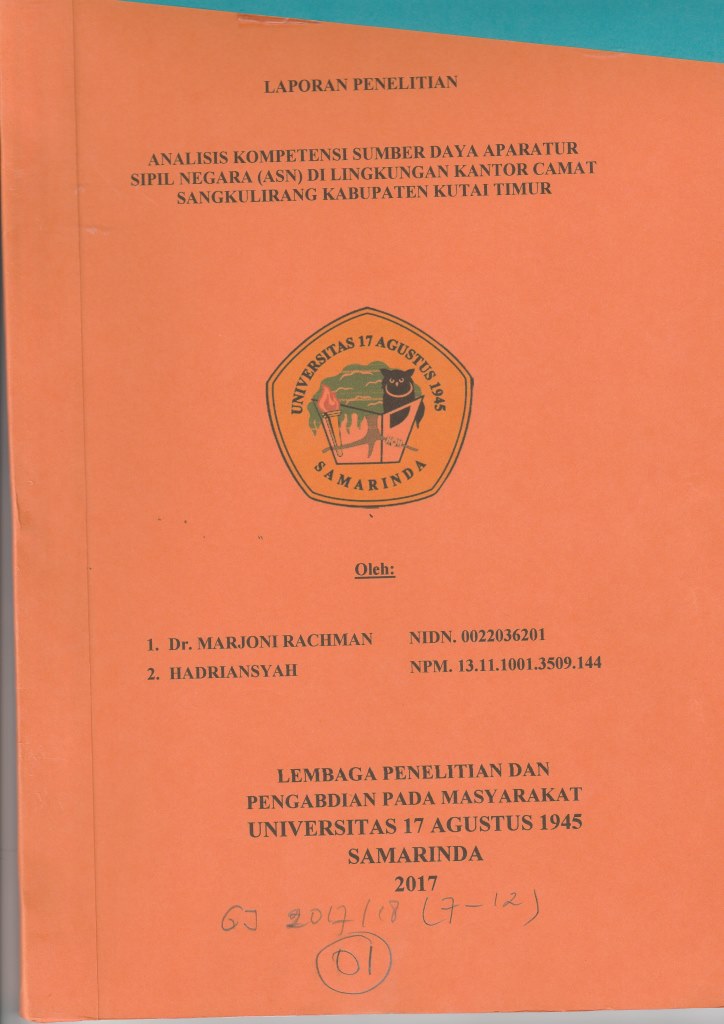 LAPORAN PENELITIAN
ANALISIS KOMPETENSI SUMBER DAYA APARATUR
SIPIL NEGARA (ASN) DI LINGKUNGAN KANTOR CAMAT
SANGKULIRANG KABUPATEN KUTAI TIMUR
UNIVERSITAS 17 AGUSTUS 1945
SAMARINDA
Oleh:
1. Dr. MARJONI RACHMAN NIDN. 0022036201
2. HADRIANSYAH NPM. 13.11.1001.3509.144
LEMBAGA PENELITIAN DAN
PENGABDIAN PADA MASYARAKAT
UNIVERSITAS 17 AGUSTUS 1945
SAMARINDA
2017
GJ 2017/18 (7-12)
01